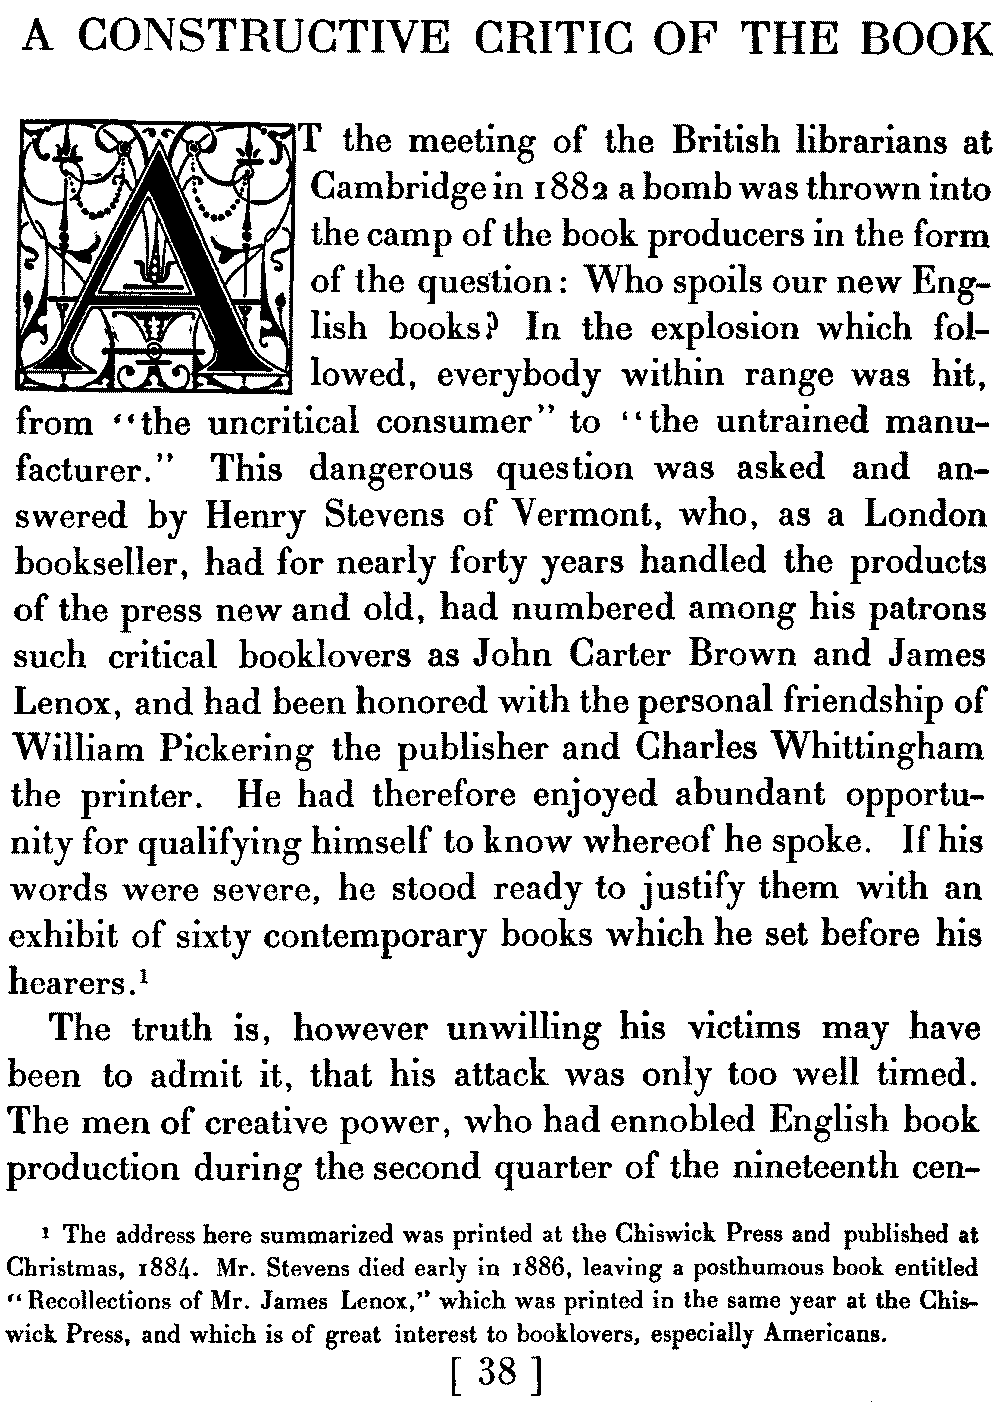 A CONSTRUCTIVE CRITIC OF THE BOOK
AT the meeting of the British librarians at
Cambridge in 1882 a bomb was thrown into
the camp of the book producers in the form
of the question: Who spoils our new Eng-
lish books? In the explosion which fol-
lowed, everybody within range was hit,
from "the uncritical consumer" to "the untrained manu-
facturer." This dangerous question was asked and an-
swered by Henry Stevens of Vermont, who, as a London
bookseller, had for nearly forty years handled the products
of the press new and old, had numbered among his patrons
such critical booklovers as John Carter Brown and James
Lenox, and had been honored with the personal friendship of
William Pickering the publisher and Charles Whittingham
the printer. He had therefore enjoyed abundant opportu-
nity for qualifying himself to know whereof he spoke. If his
words were severe, he stood ready to justify them with an
exhibit of sixty contemporary books which he set before his
hearers.¹
The truth is, however unwilling his victims may have
been to admit it, that his attack was only too well timed.
The men of creative power, who had ennobled English book
production during the second quarter of the nineteenth cen-
¹ The address here summarized was printed at the Chiswick Press and published at
Christmas, 1884. Mr. Stevens died early in 1886, leaving a posthumous book entitled
"Recollections of Mr. James Lenox," which was printed in the same year at the Chis-
wick Press, and which is of great interest to booklovers, especially Americans.
[ 38 ]